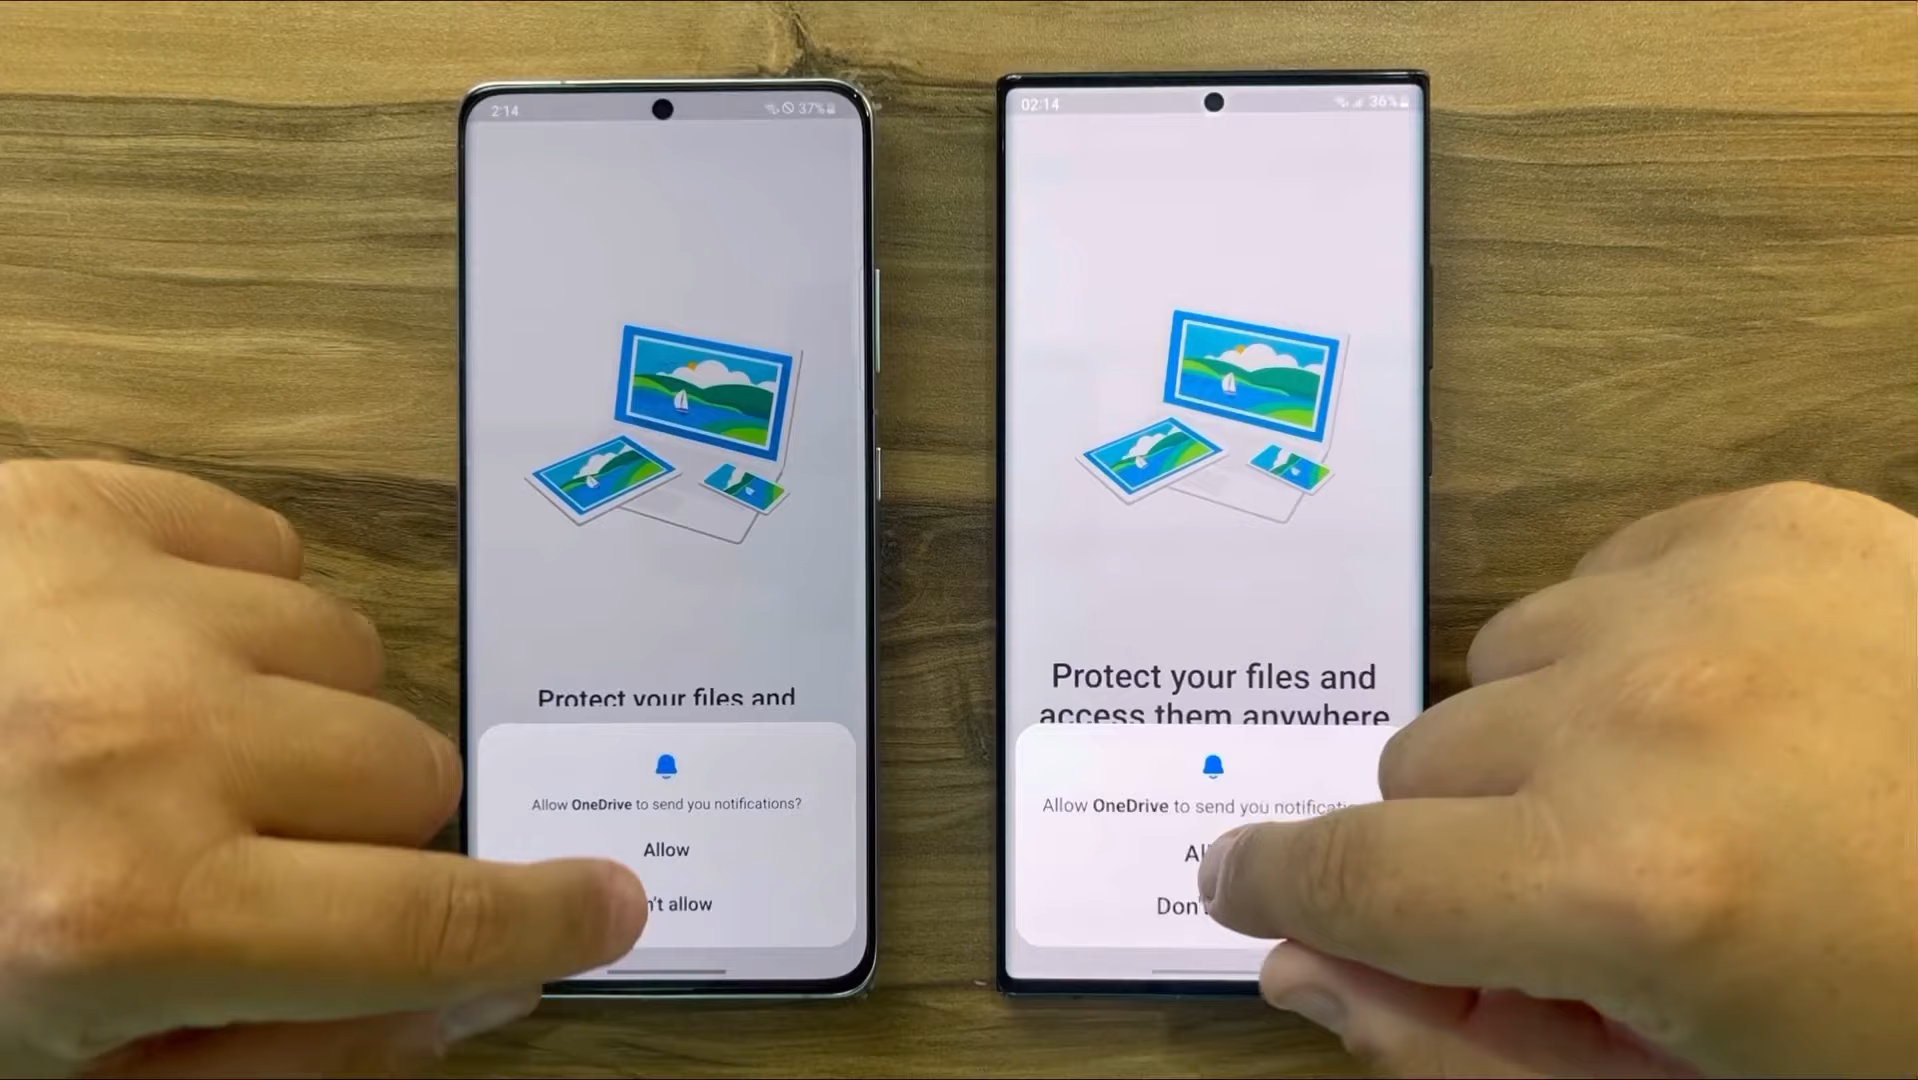 2:14
37%
Protect your files and
Allow OneDrive to send you notifications?
Allow
n't allow
02:14
36%
Protect your files and
access them anywhere
Allow OneDrive to send you notificati
Al
Don't